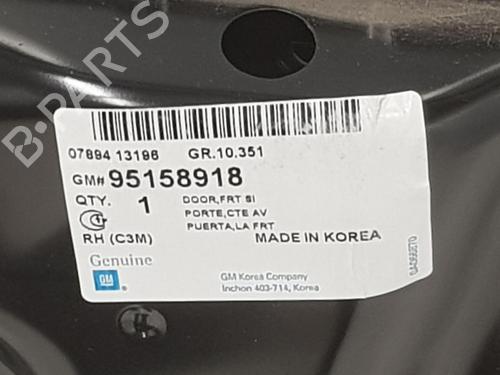 B-PARTS
07894 13196 GR.10.351
GM# 95158918
QTY. 1 DOOR,FRT SI
PORTE,CTE AV
PUERTA,LA FRT
RH (C3M) MADE IN KOREA
Genuine
GM
GM Korea Company
Inchon 403-714, Korea